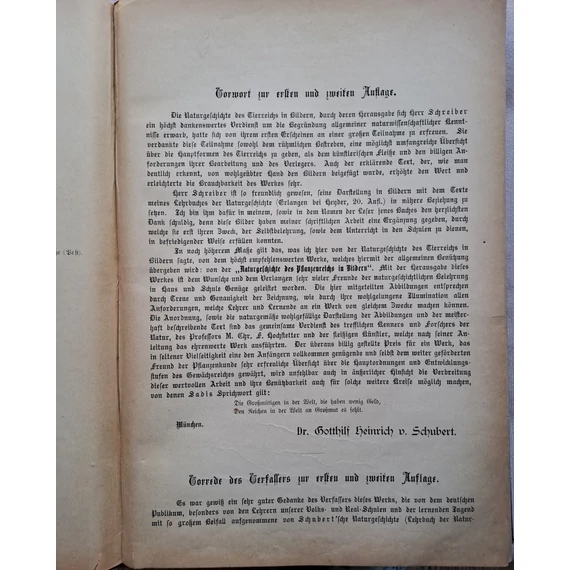 Vorwort zur ersten und zweiten Auflage.
Die Naturgeschichte des Tierreichs in Bildern, durch deren Herausgabe sich Herr Schreiber
ein höchst dankenswertes Verdienst um die Begründung allgemeiner naturwissenschaftlicher Kennt-
nisse erwarb, hatte sich von ihrem ersten Erscheinen an einer großen Teilnahme zu erfreuen. Sie
verdankte diese Teilnahme sowohl dem rühmlichen Bestreben, eine möglichst umfangreiche Übersicht
über die Hauptformen des Tierreichs zu geben, als dem künstlerischen Fleiße und den billigen An-
forderungen ihrer Bearbeitung und des Verlegers. Auch der erklärende Text, der, wie man
deutlich erkennt, von wohlgeübter Hand den Bildern beigefügt wurde, erhöhte den Wert und
erleichterte die Brauchbarkeit des Werkes sehr.
Herr Schreiber ist so freundlich gewesen, seine Darstellung in Bildern mit dem Texte
meines Lehrbuches der Naturgeschichte (Erlangen bei Heyder, 20. Aufl.) in nähere Beziehung zu
setzen. Ich bin ihm dafür in meinem, sowie in dem Namen der Leser jenes Buches den herzlichsten
Dank schuldig, denn diese Bilder haben meiner schriftlichen Arbeit eine Ergänzung gegeben, durch
welche sie erst ihren Zweck, der Selbstbelehrung, sowie dem Unterricht in den Schulen zu dienen,
in befriedigender Weise erfüllen konnten.
In noch höherem Maße gilt das, was ich hier von der Naturgeschichte des Tierreichs in
Bildern sagte, von dem höchst empfehlenswerten Werke, welches hiermit der allgemeinen Benützung
übergeben wird: von der „Naturgeschichte des Pflanzenreichs in Bildern“. Mit der Herausgabe dieses
Werkes ist dem Wunsche und dem Verlangen sehr vieler Freunde der naturgeschichtlichen Belehrung
in Haus und Schule Genüge geleistet worden. Die hier mitgeteilten Abbildungen entsprechen
durch Treue und Genauigkeit der Zeichnung, wie durch ihre wohlgelungene Illumination allen
Anforderungen, welche Lehrer und Lernende an ein Werk von gleichem Zwecke machen können.
Die Anordnung, sowie die naturgemäße wohlgefällige Darstellung der Abbildungen und der meister-
haft beschreibende Text sind das gemeinsame Verdienst des trefflichen Kenners und Forschers der
Natur, des Professors M. Chr. F. Hochstetter und der fleißigen Künstler, welche nach seiner An-
leitung das ehrenwerte Werk ausführten. Der überaus billig gestellte Preis für ein Werk, das
in seltener Vielseitigkeit eine den Anfängern vollkommen genügende und selbst dem weiter geförderten
Freund der Pflanzenkunde sehr erfreuliche Übersicht über die Hauptordnungen und Entwicklungs-
stufen des Gewächsreiches gewährt, wird unfehlbar auch in äußerlicher Hinsicht die Verbreitung
dieser wertvollen Arbeit und ihre Benützbarkeit auch für solche weitere Kreise möglich machen,
von denen Sadis Sprichwort gilt:
Die Großmütigen in der Welt, die haben wenig Geld,
Den Reichen in der Welt an Großmut es fehlt.
München.
Dr. Gotthilf Heinrich v. Schubert.
Vorrede des Verfassers zur ersten und zweiten Auflage.
Es war gewiß ein sehr guter Gedanke des Verfassers dieses Werks, die von dem deutschen
Publikum, besonders von den Lehrern unserer Volks- und Real-Schulen und der lernenden Jugend
mit so großem Beifall aufgenommene von Schubert'sche Naturgeschichte (Lehrbuch der Natur-